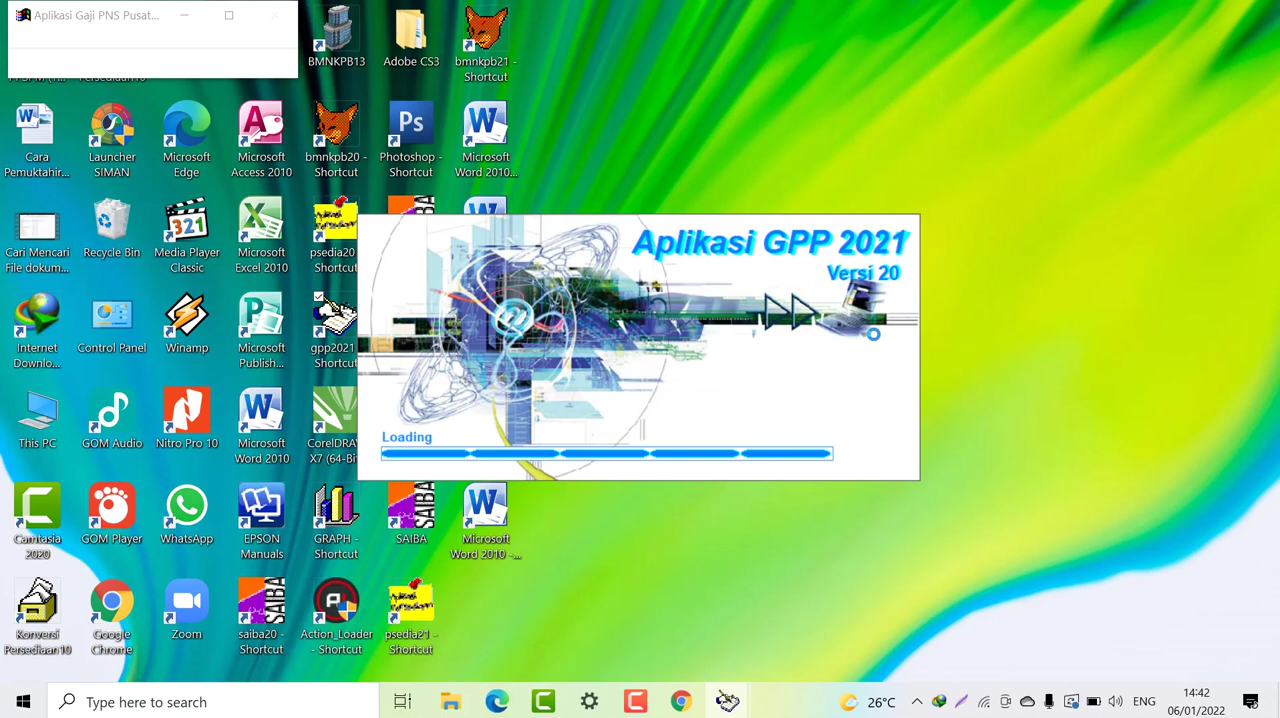 Aplikasi Gaji PNS Pusat...
BMNKPB13
Adobe CS3
bmnkpb21 -
Shortcut
Cara
Pemuktahir...
Launcher
SIMAN
Microsoft
Edge
Microsoft
Access 2010
bmnkpb20 -
Shortcut
Ps
Photoshop -
Shortcut
Microsoft
Word 2010...
Cari Mencari
File dokum...
Recycle Bin
321
Media Player
Classic
Microsoft
Excel 2010
psedia20
Shortcut
Aplikasi GPP 2021
Versi 20
Loading
Internet
Downlo...
Control Panel
Winamp
Microsoft
Publish...
gpp2021
Shortcut
This PC
GOM Audio
Nitro Pro 10
Microsoft
Word 2010
CorelDRAW
X7 (64-Bit
Camtasia
2020
GOM Player
WhatsApp
EPSON
Manuals
GRAPH -
Shortcut
SAIBA
SAIBA
Microsoft
Word 2010 -...
Konversi
Persediaan10
Google
Chrome
Zoom
SAIBA
saiba20 -
Shortcut
Action_Loader
- Shortcut
psedia21 -
Shortcut
Type here to search
26°C
ENG
14:42
06/01/2022